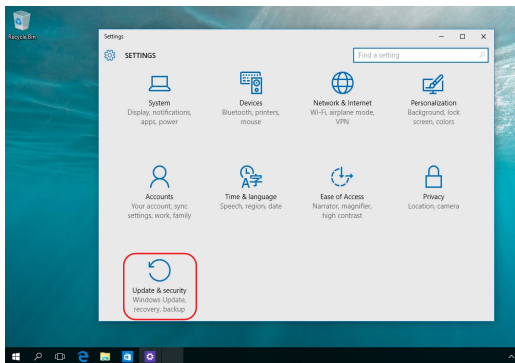 Recycle Bin
Settings
SETTINGS
Find a setting
System
Display, notifications,
apps, power
Devices
Bluetooth, printers,
mouse
Network & Internet
Wi-Fi, airplane mode,
VPN
Personalization
Background, lock
screen, colors
Accounts
Your account, sync
settings, work, family
Time & language
Speech, region, date
Ease of Access
Narrator, magnifier,
high contrast
Privacy
Location, camera
Update & security
Windows Update,
recovery, backup